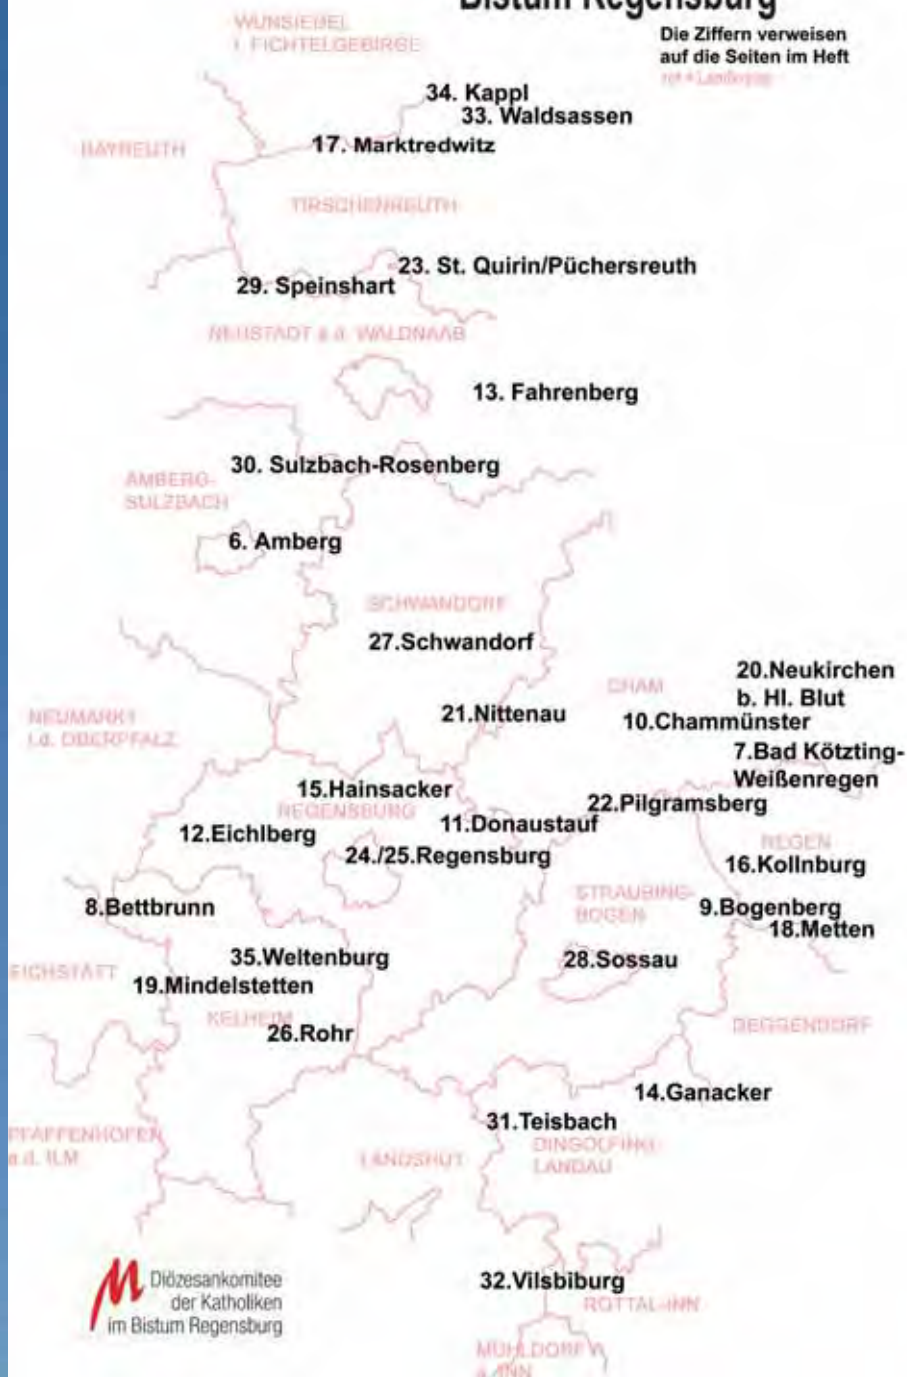 Bistum Regensburg
Die Ziffern verweisen
auf die Seiten im Heft
rot = Landkreise
WUNSIEDEL
I. FICHTELGEBIRGE
34. Kappl
33. Waldsassen
BAYREUTH
17. Marktredwitz
TIRSCHENREUTH
23. St. Quirin/Püchersreuth
29. Speinshart
NEUSTADT a.d. WALDNAAB
13. Fahrenberg
30. Sulzbach-Rosenberg
AMBERG-
SULZBACH
6. Amberg
SCHWANDORF
27.Schwandorf
20.Neukirchen
b. Hl. Blut
CHAM
21.Nittenau
10.Chammünster
NEUMARKT
i.d. OBERPFALZ
7.Bad Kötzting-
Weißenregen
15.Hainsacker
REGENSBURG
22.Pilgramsberg
12.Eichlberg
11.Donaustauf
24./25.Regensburg
REGEN
16.Kollnburg
STRAUBING-
BOGEN
8.Bettbrunn
9.Bogenberg
18.Metten
35.Weltenburg
28.Sossau
EICHSTÄTT
19.Mindelstetten
KELHEIM
26.Rohr
DEGGENDORF
14.Ganacker
31.Teisbach
PFAFFENHOFEN
a.d. ILM
DINGOLFING-
LANDAU
LANDSHUT
Diözesankomitee
der Katholiken
im Bistum Regensburg
32.Vilsbiburg
ROTTAL-INN
MÜHLDORF
a. INN